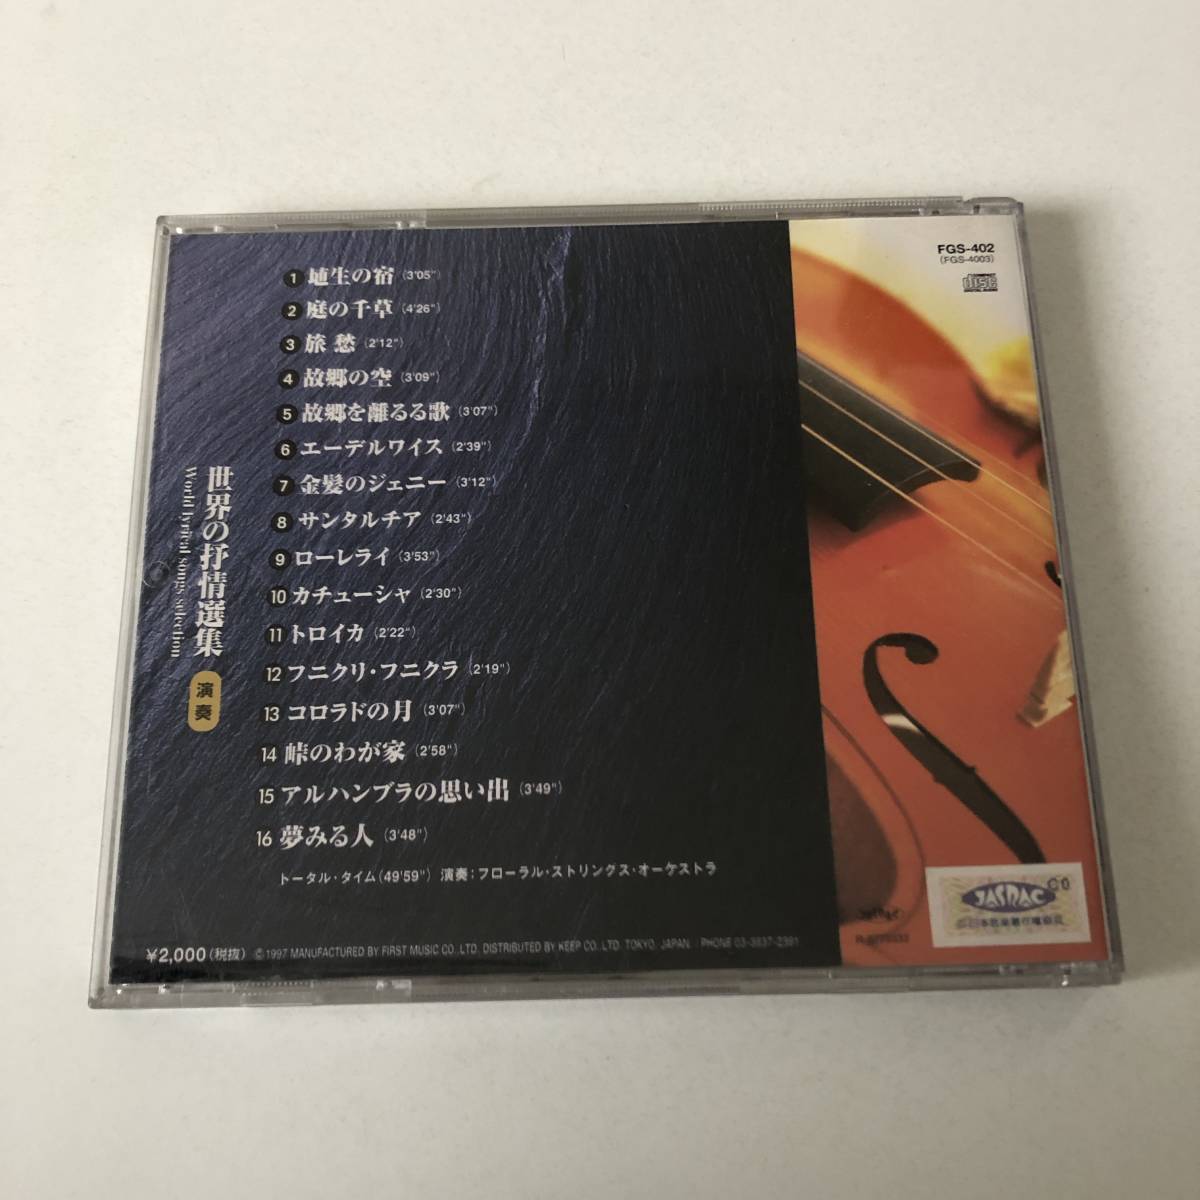 世界の抒情選集
World lyrical songs selection
演奏
1 埴生の宿 (3'05")
2 庭の千草 (4'26")
3 旅愁 (2'12")
4 故郷の空 (3'09")
5 故郷を離るる歌 (3'07")
6 エーデルワイス (2'39")
7 金髪のジェニー (3'12")
8 サンタルチア (2'43")
9 ローレライ (3'53")
10 カチューシャ (2'30")
11 トロイカ (2'22")
12 フニクリ・フニクラ (2'19")
13 コロラドの月 (3'07")
14 峠のわが家 (2'58")
15 アルハンブラの思い出 (3'49")
16 夢みる人 (3'48")
トータル・タイム (49'59") 演奏:フローラル・ストリングス・オーケストラ
¥2,000 (税抜) ©1997 MANUFACTURED BY FIRST MUSIC CO.,LTD. DISTRIBUTED BY KEEP CO.,LTD. TOKYO. JAPAN. PHONE 03-3837-2391
FGS-402
(FGS-4003)
disc
JASRAC